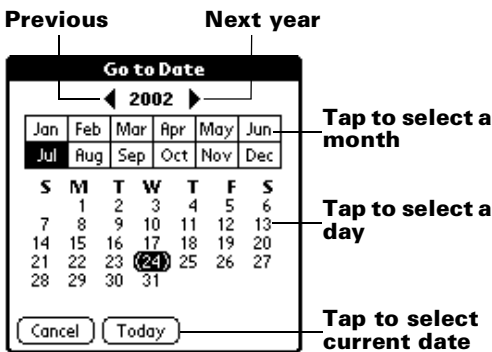 Previous Next year
Go to Date
2002
Jan Feb Mar Apr May Jun
Tap to select a
month
Jul Aug Sep Oct Nov Dec
S M T W T F S
1 2 3 4 5 6
Tap to select a
day
7 8 9 10 11 12 13
14 15 16 17 18 19 20
21 22 23 (24) 25 26 27
28 29 30 31
Cancel Today
Tap to select
current date